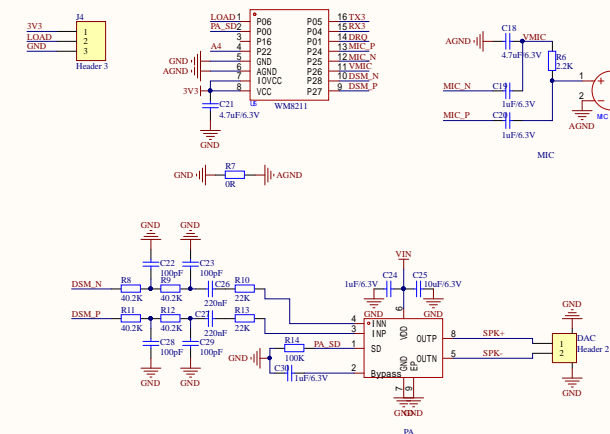 J4
3V3 1
LOAD 2
GND 3
Header 3
LOAD 1 P06 P05 16 TX3
PA_SD 2 P00 P04 15 RX3
3 P16 P01 14 DRQ
A4 4 P22 P24 13 MIC_P
GND 5 GND P25 12 MIC_N
AGND 6 AGND P26 11 VMIC
7 IOVCC P28 10 DSM_N
3V3 8 VCC P27 9 DSM_P
WM8211
C21
4.7uF/6.3V
GND
C18
AGND VMIC
4.7uF/6.3V
R6
2.2K
MIC_N C19
1uF/6.3V
MIC_P C20
1uF/6.3V
1
2
MIC
AGND
MIC
R7
GND AGND
0R
GND GND
C22 C23
100pF 100pF
DSM_N R8 R9 C26 R10
40.2K 40.2K 220nF 22K
DSM_P R11 R12 C27 R13
40.2K 40.2K 220nF 22K
C28 C29
100pF 100pF
GND GND
VIN
C24 C25
1uF/6.3V 10uF/6.3V
GND GND
6
4 INN VDD
3 INP OUTP 8 SPK+
R14 PA_SD 1 SD
GND 100K
C30 GND EP OUTN 5 SPK-
1uF/6.3V 2 Bypass
7 9
GND GND
PA
GND
DAC
1
2
Header 2
GND